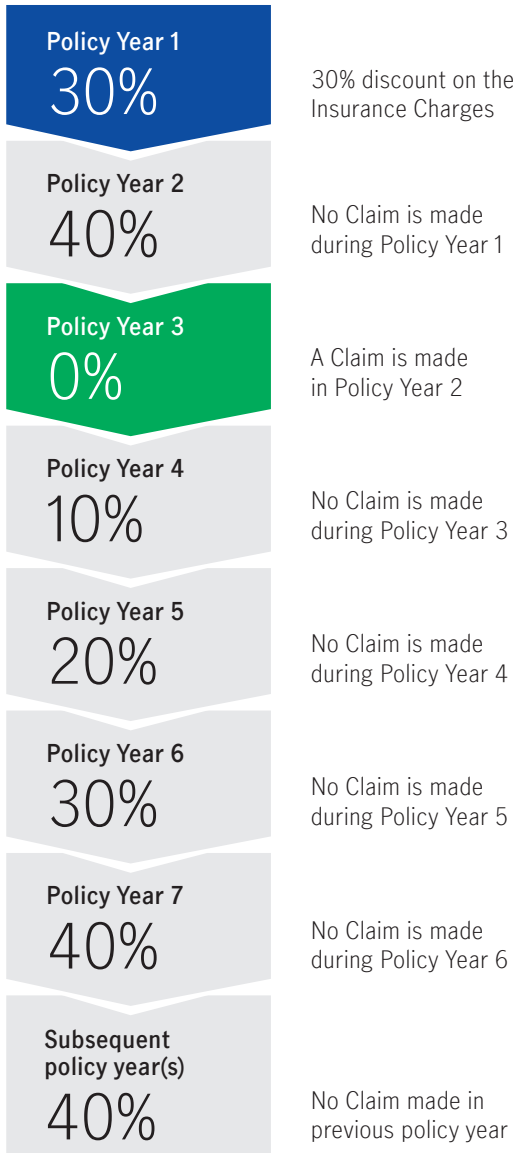 Policy Year 1
30%
30% discount on the
Insurance Charges
Policy Year 2
40%
No Claim is made
during Policy Year 1
Policy Year 3
0%
A Claim is made
in Policy Year 2
Policy Year 4
10%
No Claim is made
during Policy Year 3
Policy Year 5
20%
No Claim is made
during Policy Year 4
Policy Year 6
30%
No Claim is made
during Policy Year 5
Policy Year 7
40%
No Claim is made
during Policy Year 6
Subsequent
policy year(s)
40%
No Claim made in
previous policy year